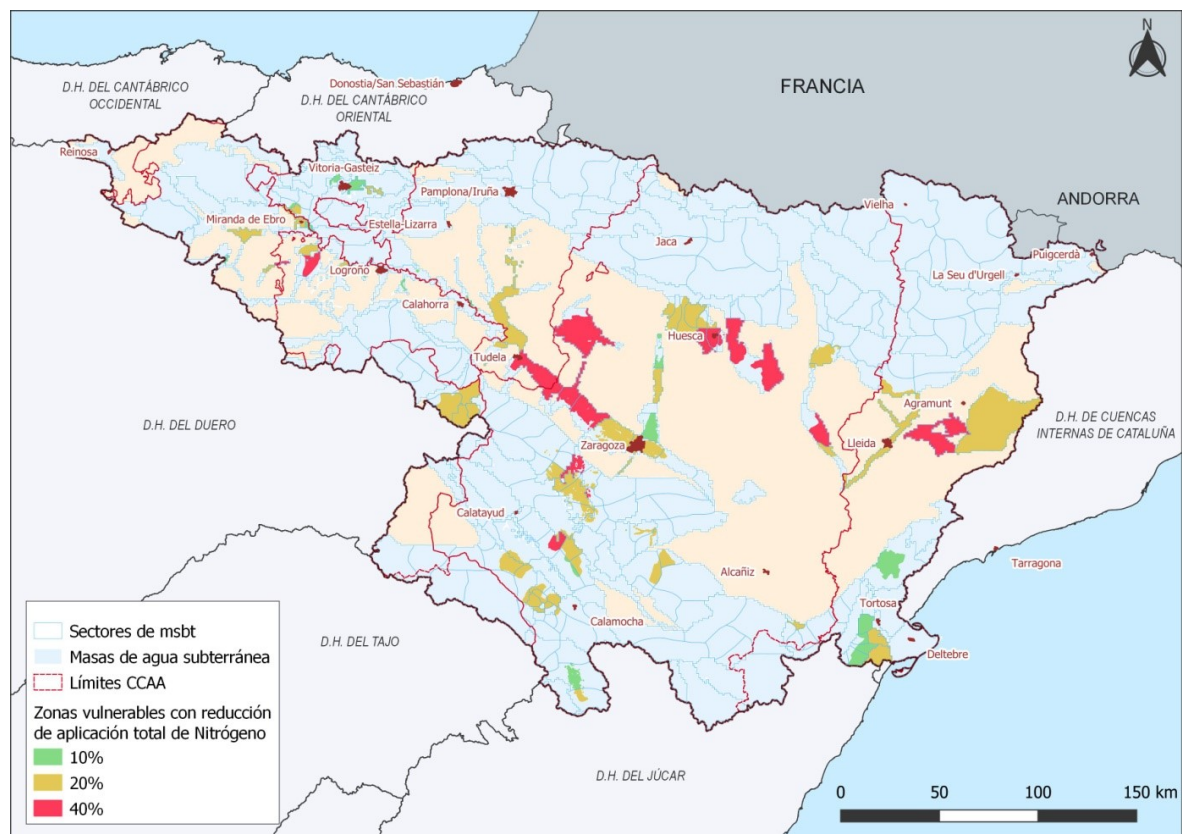 N
FRANCIA
D.H. DEL CANTÁBRICO
OCCIDENTAL
Donostia/San Sebastián
D.H. DEL CANTÁBRICO
ORIENTAL
Reinosa
Vitoria-Gasteiz
Pamplona/Iruña
Vielha
ANDORRA
Miranda de Ebro
Estella-Lizarra
Jaca
Puigcerdà
La Seu d'Urgell
Logroño
Calahorra
Huesca
Tudela
Agramunt
D.H. DE CUENCAS
INTERNAS DE CATALUÑA
D.H. DEL DUERO
Zaragoza
Lleida
Calatayud
Tarragona
Alcañiz
Tortosa
Calamocha
Deltebre
D.H. DEL TAJO
D.H. DEL JÚCAR
Sectores de msbt
Masas de agua subterránea
Límites CCAA
Zonas vulnerables con reducción
de aplicación total de Nitrógeno
10%
20%
40%
0 50 100 150 km